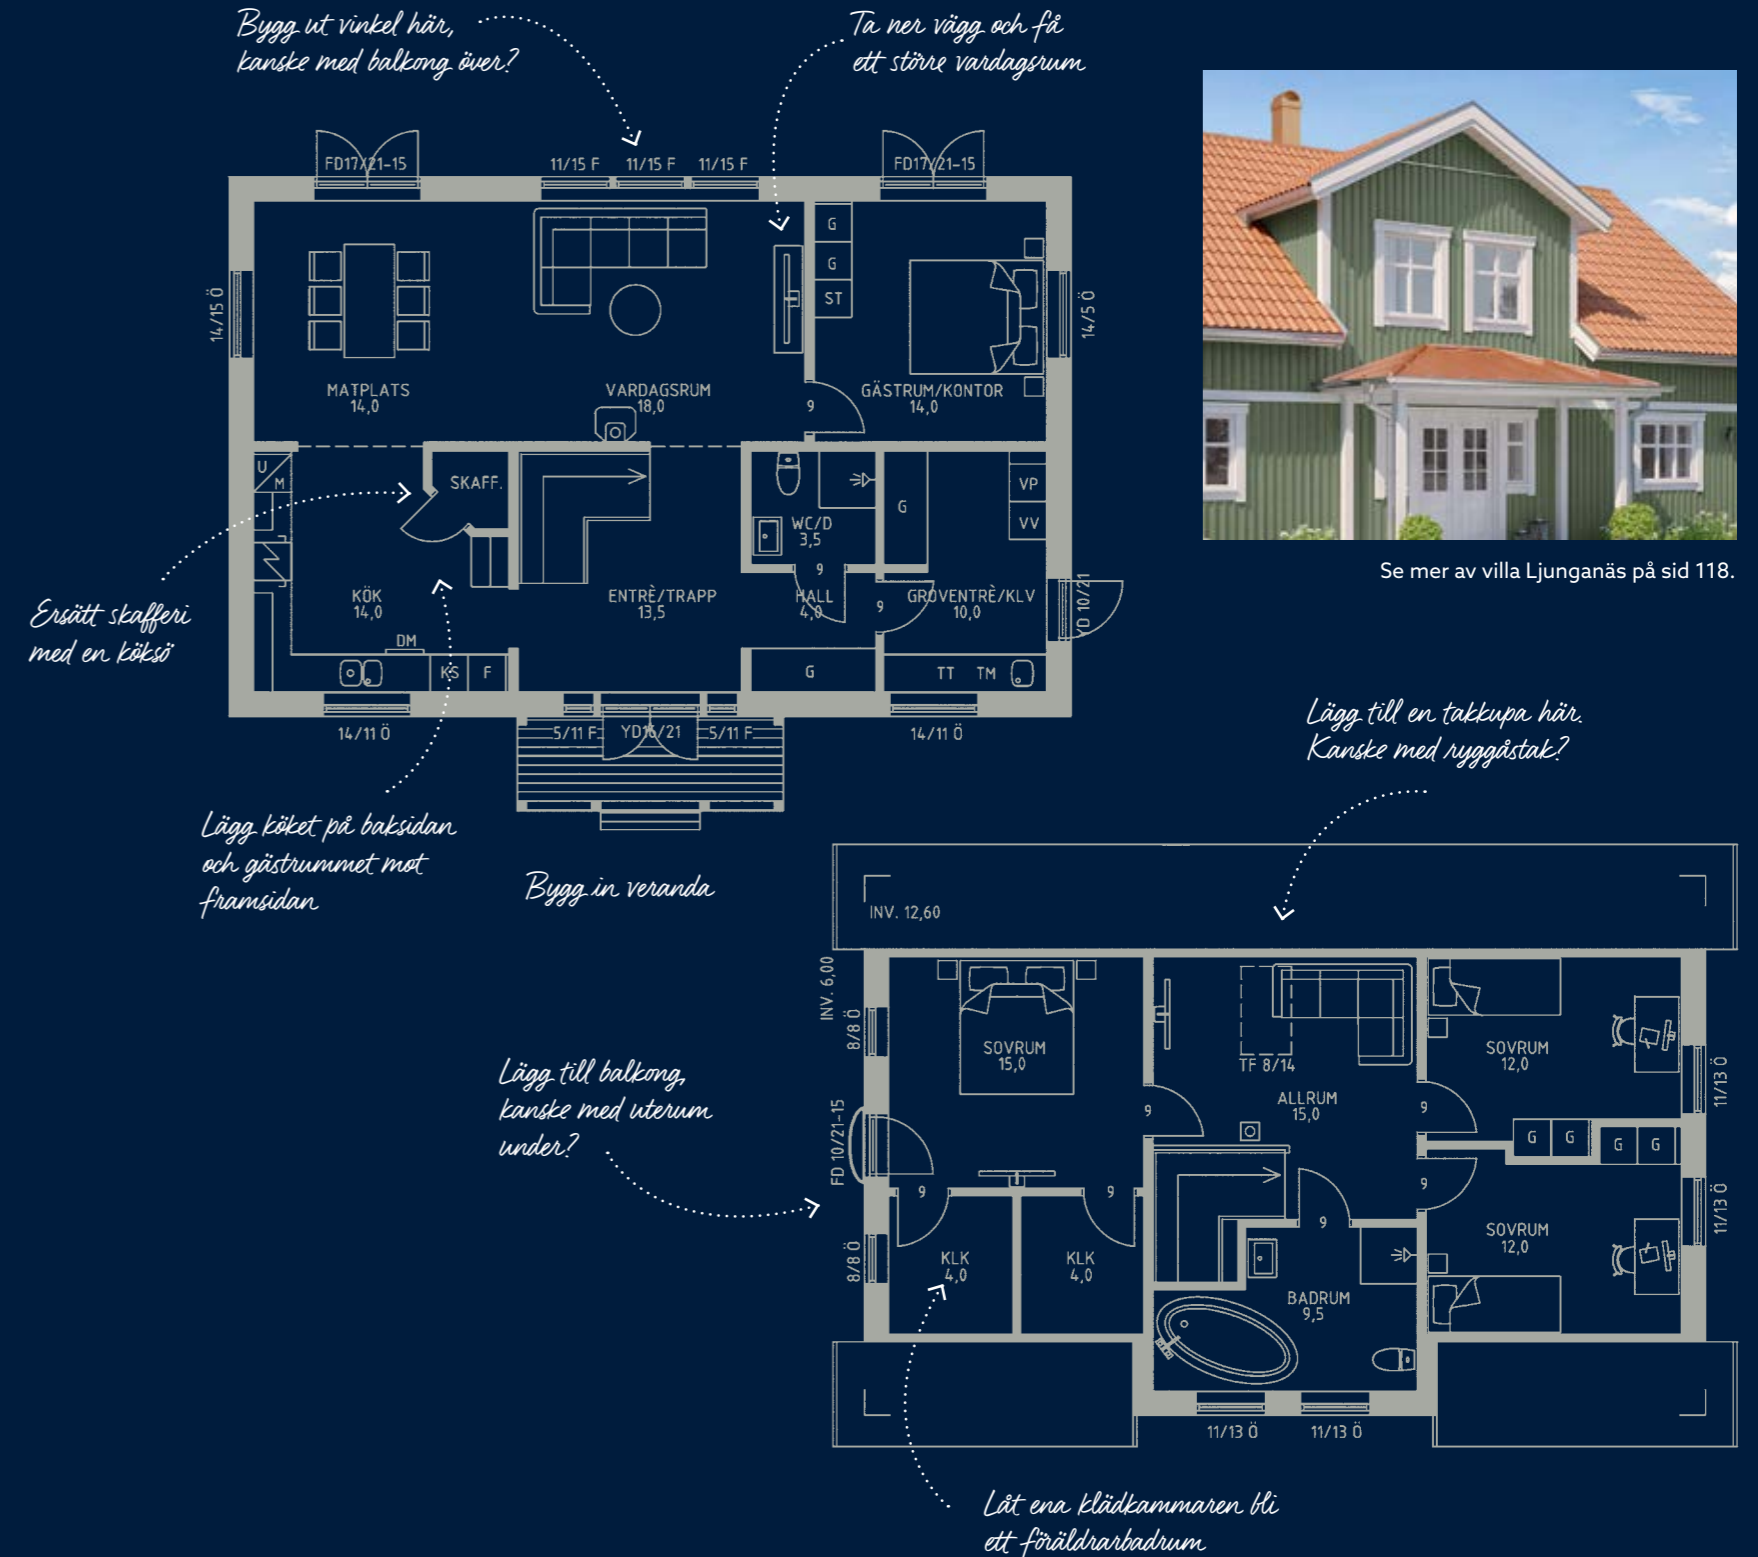 Bygg ut vinkel här,
kanske med balkong över?
Ta ner vägg och få
ett större vardagsrum
FD17/21-15
11/15 F
11/15 F
11/15 F
FD17/21-15
14/15 Ö
G
G
ST
14/5 Ö
MATPLATS
14,0
VARDAGSRUM
18,0
9
GÄSTRUM/KONTOR
14,0
U
M
SKAFF.
WC/D
3,5
G
VP
VV
Se mer av villa Ljunganäs på sid 118.
Ersätt skafferi
med en köksö
KÖK
14,0
ENTRÈ/TRAPP
13,5
9
HALL
4,0
9
GROVENTRÈ/KLV
10,0
YD 10/21
DM
KS
F
G
TT
TM
14/11 Ö
5/11 F
YD16/21
5/11 F
14/11 Ö
Lägg till en takkupa här.
Kanske med ryggåstak?
Lägg köket på baksidan
och gästrummet mot
framsidan
Bygg in veranda
INV. 12,60
INV. 6,00
8/8 Ö
SOVRUM
15,0
TF 8/14
SOVRUM
12,0
11/13 Ö
Lägg till balkong,
kanske med uterum
under?
FD 10/21-15
9
ALLRUM
15,0
9
G
G
G
G
9
9
9
9
11/13 Ö
8/8 Ö
KLK
4,0
KLK
4,0
SOVRUM
12,0
BADRUM
9,5
11/13 Ö
11/13 Ö
Låt ena klädkammaren bli
ett föräldrarbadrum